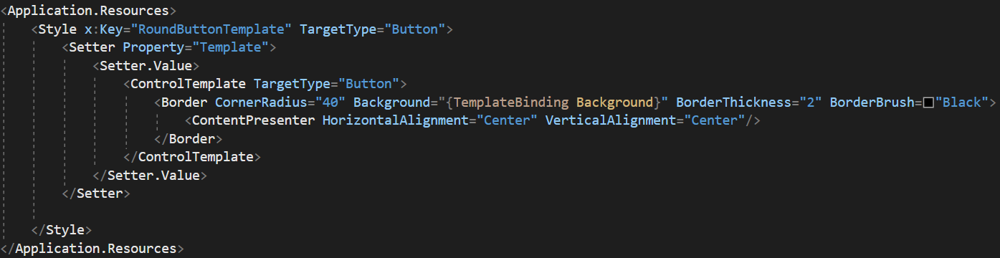 <Application.Resources>
    <Style x:Key="RoundButtonTemplate" TargetType="Button">
        <Setter Property="Template">
            <Setter.Value>
                <ControlTemplate TargetType="Button">
                    <Border CornerRadius="40" Background="{TemplateBinding Background}" BorderThickness="2" BorderBrush="Black">
                        <ContentPresenter HorizontalAlignment="Center" VerticalAlignment="Center"/>
                    </Border>
                </ControlTemplate>
            </Setter.Value>
        </Setter>

    </Style>
</Application.Resources>